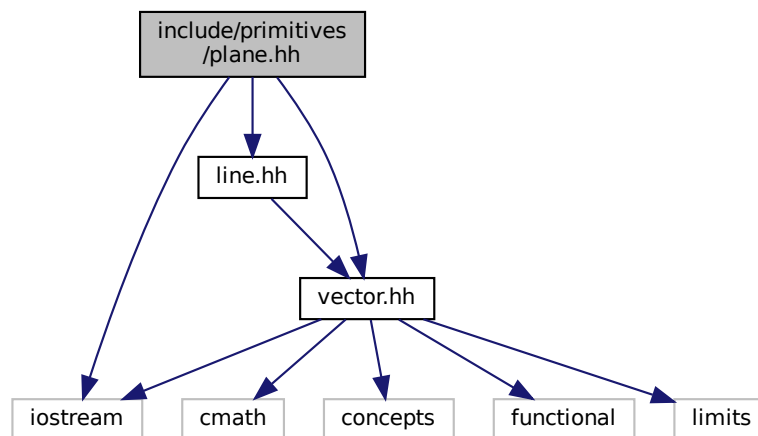 include/primitives
/plane.hh
line.hh
vector.hh
iostream
cmath
concepts
functional
limits